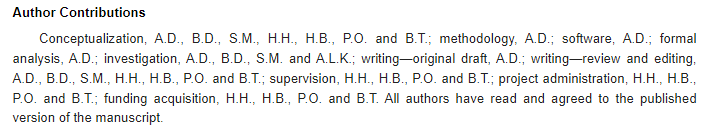 Author Contributions
Conceptualization, A.D., B.D., S.M., H.H., H.B., P.O. and B.T.; methodology, A.D.; software, A.D.; formal
analysis, A.D.; investigation, A.D., B.D., S.M. and A.L.K.; writing—original draft, A.D.; writing—review and editing,
A.D., B.D., S.M., H.H., H.B., P.O. and B.T.; supervision, H.H., H.B., P.O. and B.T.; project administration, H.H., H.B.,
P.O. and B.T.; funding acquisition, H.H., H.B., P.O. and B.T. All authors have read and agreed to the published
version of the manuscript.